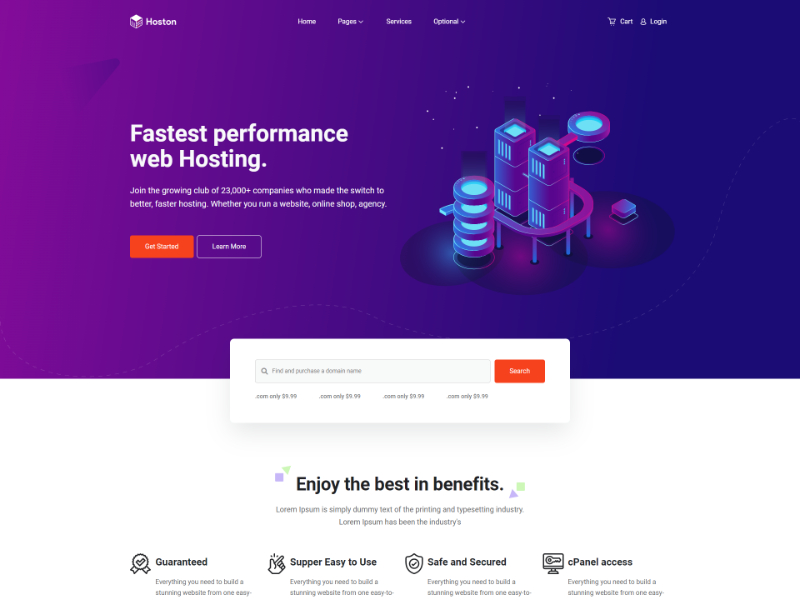 Hoston
Home Pages Services Optional
Cart Login
Fastest performance
web Hosting.
Join the growing club of 23,000+ companies who made the switch to
better, faster hosting. Whether you run a website, online shop, agency.
Get Started Learn More
Find and purchase a domain name Search
.com only $9.99 .com only $9.99 .com only $9.99 .com only $9.99
Enjoy the best in benefits.
Lorem Ipsum is simply dummy text of the printing and typesetting industry.
Lorem Ipsum has been the industry's
Guaranteed
Everything you need to build a
stunning website from one easy-
Supper Easy to Use
Everything you need to build a
stunning website from one easy-to-
Safe and Secured
Everything you need to build a
stunning website from one easy-
cPanel access
Everything you need to build a
stunning website from one easy-to-